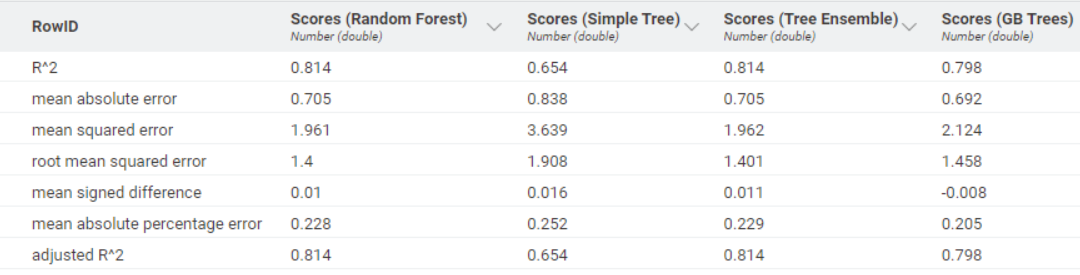 RowID Scores (Random Forest) Scores (Simple Tree) Scores (Tree Ensemble) Scores (GB Trees)
Number (double) Number (double) Number (double) Number (double)
R^2 0.814 0.654 0.814 0.798
mean absolute error 0.705 0.838 0.705 0.692
mean squared error 1.961 3.639 1.962 2.124
root mean squared error 1.4 1.908 1.401 1.458
mean signed difference 0.01 0.016 0.011 -0.008
mean absolute percentage error 0.228 0.252 0.229 0.205
adjusted R^2 0.814 0.654 0.814 0.798